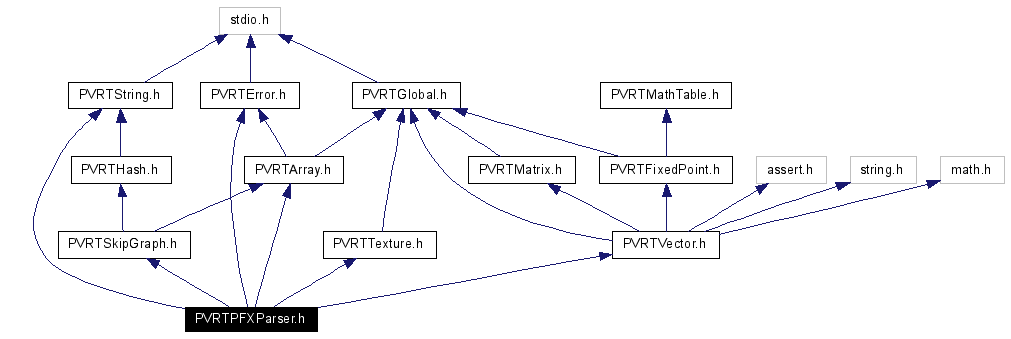 stdio.h
PVRTString.h
PVRTError.h
PVRTGlobal.h
PVRTMathTable.h
PVRTHash.h
PVRTArray.h
PVRTMatrix.h
PVRTFixedPoint.h
assert.h
string.h
math.h
PVRTSkipGraph.h
PVRTTexture.h
PVRTVector.h
PVRTPFXParser.h